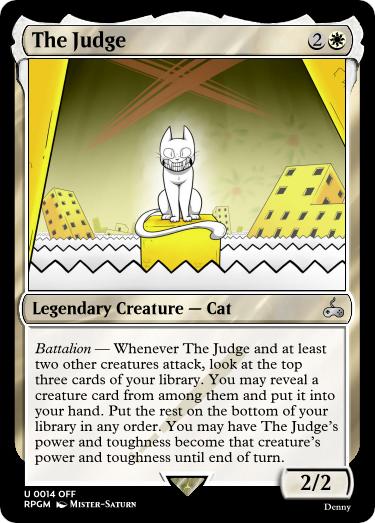 The Judge 2
Legendary Creature — Cat
Battalion — Whenever The Judge and at least
two other creatures attack, look at the top
three cards of your library. You may reveal a
creature card from among them and put it into
your hand. Put the rest on the bottom of your
library in any order. You may have The Judge's
power and toughness become that creature's
power and toughness until end of turn.
2/2
U 0014 OFF
RPGM Mister-Saturn
Denny